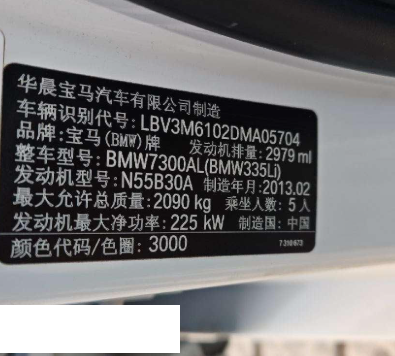 华晨宝马汽车有限公司制造
车辆识别代号: LBV3M6102DMA05704
品牌: 宝马(BMW)牌 发动机排量: 2979 ml
整车型号: BMW7300AL(BMW335Li)
发动机型号: N55B30A 制造年月: 2013.02
最大允许总质量: 2090 kg 乘坐人数: 5人
发动机最大净功率: 225 kW 制造国: 中国
颜色代码/色圈: 3000 7 310 673